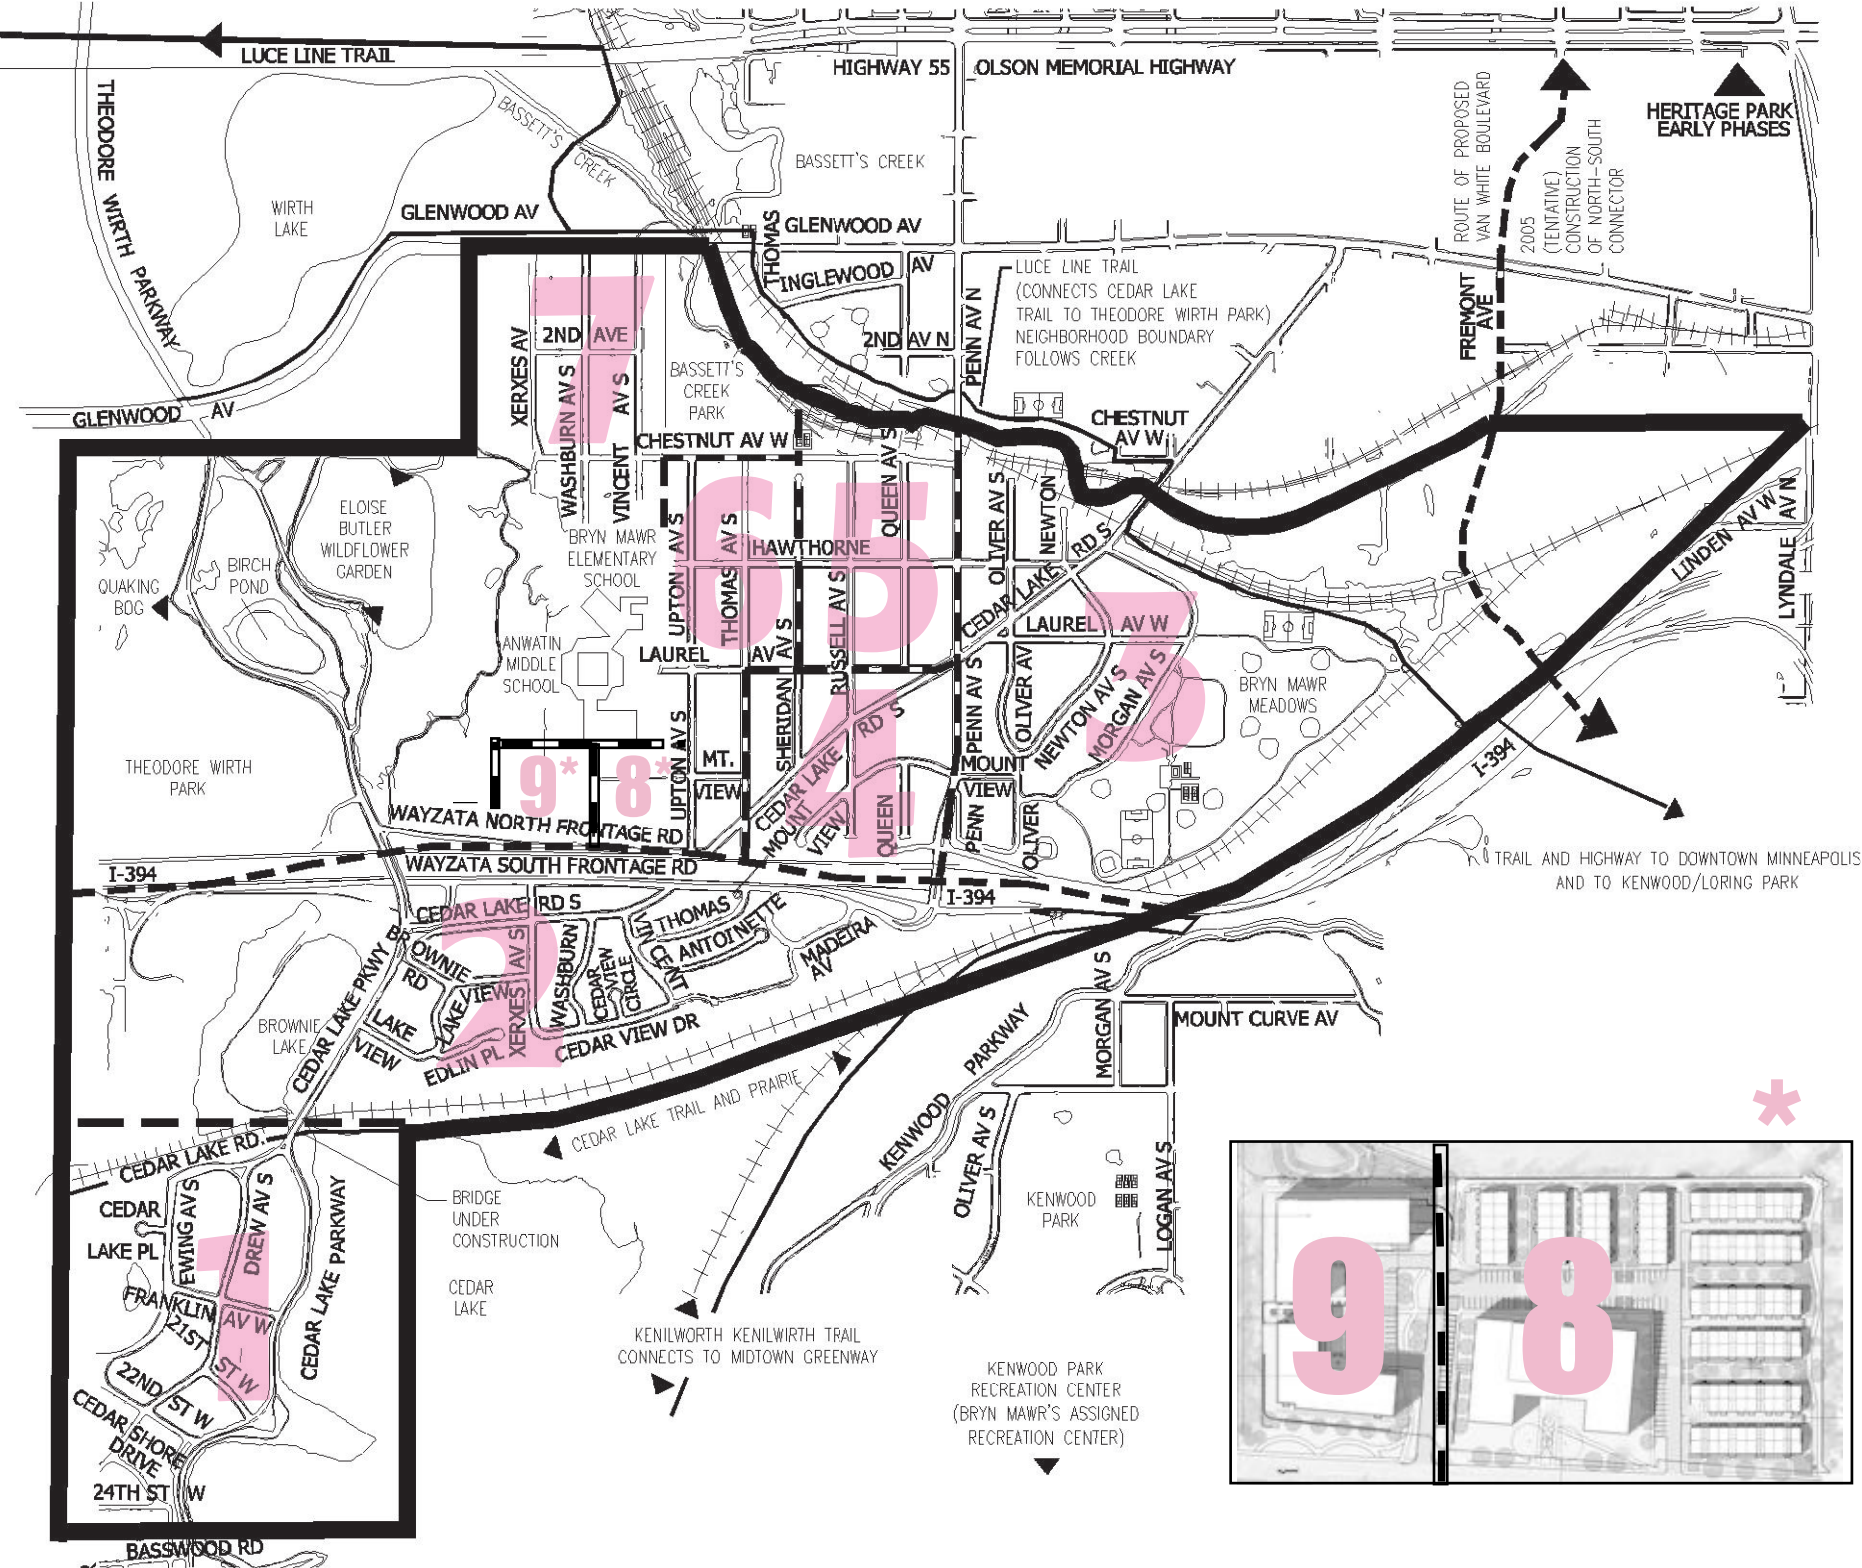 LUCE LINE TRAIL
HIGHWAY 55
OLSON MEMORIAL HIGHWAY
HERITAGE PARK
EARLY PHASES
THEODORE WIRTH PARKWAY
BASSETT'S CREEK
BASSETT'S CREEK
ROUTE OF PROPOSED
VAN WHITE BOULEVARD
2005
(TENTATIVE)
CONSTRUCTION
OF NORTH-SOUTH
CONNECTOR
WIRTH
LAKE
GLENWOOD AV
THOMAS
GLENWOOD AV
INGLEWOOD AV
LUCE LINE TRAIL
(CONNECTS CEDAR LAKE
TRAIL TO THEODORE WIRTH PARK)
NEIGHBORHOOD BOUNDARY
FOLLOWS CREEK
7
XERXES AV
2ND AVE
2ND AV N
PENN AV N
FREMONT
AVE
WASHBURN AV S
VINCENT AV S
BASSETT'S
CREEK
PARK
GLENWOOD AV
CHESTNUT AV W
QUEEN AV S
CHESTNUT
AV W
ELOISE
BUTLER
WILDFLOWER
GARDEN
BIRCH
POND
QUAKING
BOG
BRYN MAWR
ELEMENTARY
SCHOOL
6
5
UPTON AV S
THOMAS AV S
HAWTHORNE
OLIVER AV S
NEWTON
CEDAR LAKE RD S
LINDEN AV W
LYNDALE AV N
RUSSELL AV S
SHERIDAN AV S
LAUREL AV
LAUREL AV W
3
ANWATIN
MIDDLE
SCHOOL
PENN AV S
OLIVER AV
NEWTON AV S
MORGAN AV S
BRYN MAWR
MEADOWS
THEODORE WIRTH
PARK
9*
8*
UPTON AV S
MT.
VIEW
4
CEDAR LAKE RD S
MOUNT
VIEW
QUEEN
MOUNT
VIEW
PENN
OLIVER
I-394
WAYZATA NORTH FRONTAGE RD
WAYZATA SOUTH FRONTAGE RD
I-394
I-394
TRAIL AND HIGHWAY TO DOWNTOWN MINNEAPOLIS
AND TO KENWOOD/LORING PARK
2
CEDAR LAKE RD S
BROWNIE
RD
CEDAR LAKE PKWY
LAKE VIEW
LAKE
VIEW
XERXES AV S
WASHBURN
CEDAR
VIEW
CIRCLE
VINCENT
THOMAS
ANTOINETTE
MADEIRA
AV
EDLIN PL
CEDAR VIEW DR
BROWNIE
LAKE
MORGAN AV S
MOUNT CURVE AV
KENWOOD PARKWAY
CEDAR LAKE TRAIL AND PRAIRIE
CEDAR LAKE RD.
OLIVER AV S
LOGAN AV S
KENWOOD
PARK
BRIDGE
UNDER
CONSTRUCTION
CEDAR
LAKE
CEDAR
LAKE PL
EWING AV S
DREW AV S
CEDAR LAKE PARKWAY
1
FRANKLIN AV W
21ST ST W
22ND ST W
CEDAR SHORE
DRIVE
24TH ST W
BASSWOOD RD
KENILWORTH KENILWIRTH TRAIL
CONNECTS TO MIDTOWN GREENWAY
KENWOOD PARK
RECREATION CENTER
(BRYN MAWR'S ASSIGNED
RECREATION CENTER)
*
9
8